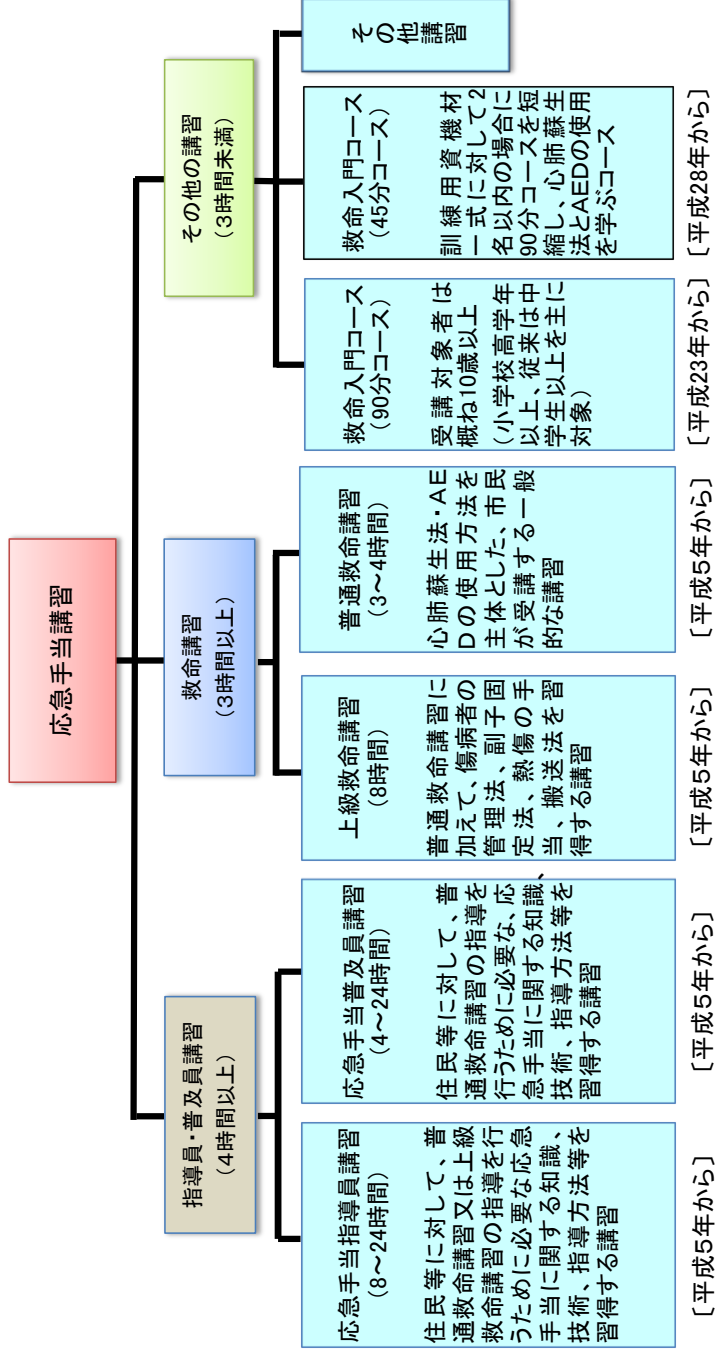 応急手当講習
指導員・普及員講習
(4時間以上)
救命講習
(3時間以上)
その他の講習
(3時間未満)
応急手当指導員講習
(8~24時間)
住民等に対して、普
通救命講習又は上級
救命講習の指導を行
うために必要な応急
手当に関する知識、
技術、指導方法等を
習得する講習
[平成5年から]
応急手当普及員講習
(4~24時間)
住民等に対して、普
通救命講習の指導を
行うために必要な、応
急手当に関する知識、
技術、指導方法等を
習得する講習
[平成5年から]
上級救命講習
(8時間)
普通救命講習に
加えて、傷病者の
管理法、副子固
定法、熱傷の手
当、搬送法を習
得する講習
[平成5年から]
普通救命講習
(3~4時間)
心肺蘇生法・AE
Dの使用方法を
主体とした、市民
が受講する一般
的な講習
[平成5年から]
救命入門コース
(90分コース)
受講対象者は
概ね10歳以上
(小学校高学年
以上、従来は中
学生以上を主に
対象)
[平成23年から]
救命入門コース
(45分コース)
訓練用資機材
一式に対して2
名以内の場合に
90分コースを短
縮し、心肺蘇生
法とAEDの使用
を学ぶコース
[平成28年から]
その他講習